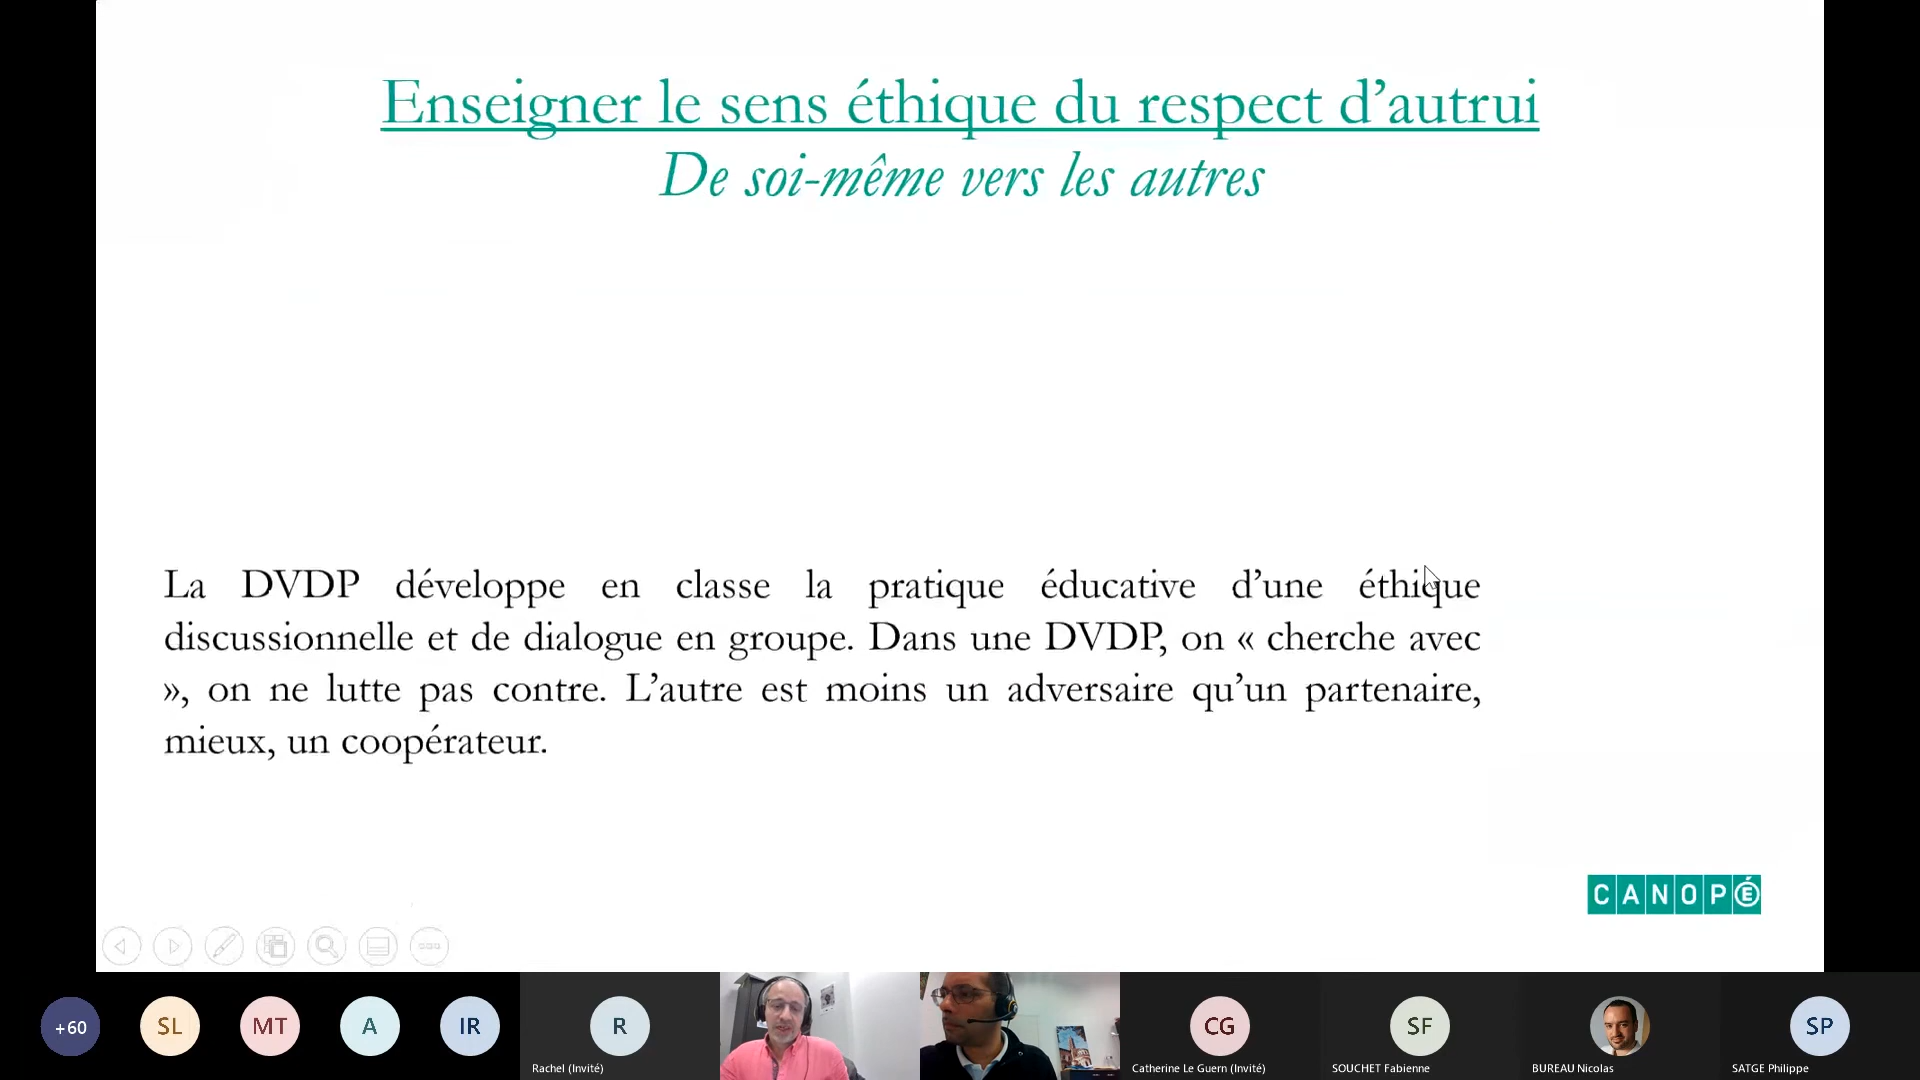 Enseigner le sens éthique du respect d’autrui
De soi-même vers les autres
La DVDP développe en classe la pratique éducative d’une éthique
discussionnelle et de dialogue en groupe. Dans une DVDP, on « cherche avec
», on ne lutte pas contre. L’autre est moins un adversaire qu’un partenaire,
mieux, un coopérateur.
CANOPÉ
+60
SL
MT
A
IR
R
CG
SF
SP
Rachel (Invité)
Catherine Le Guern (Invité)
SOUCHET Fabienne
BUREAU Nicolas
SATGE Philippe